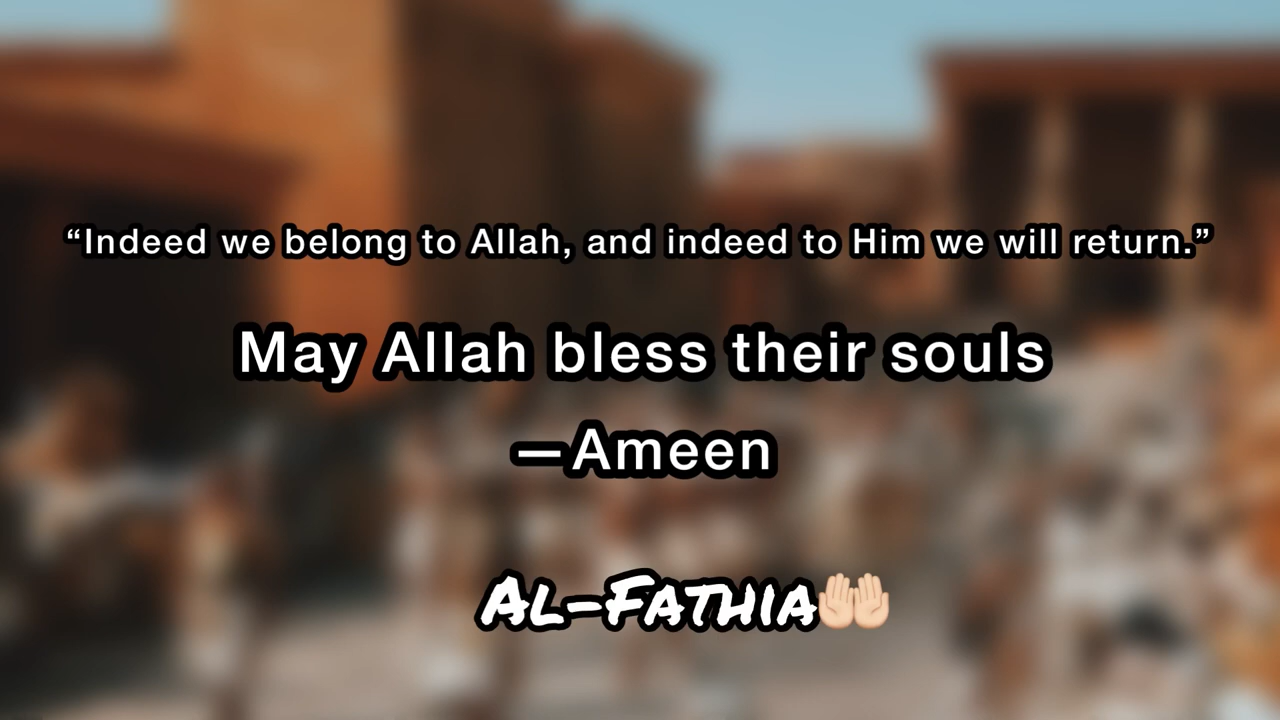 “Indeed we belong to Allah, and indeed to Him we will return.”
May Allah bless their souls
—Ameen
Al-Fathia🤲🏼